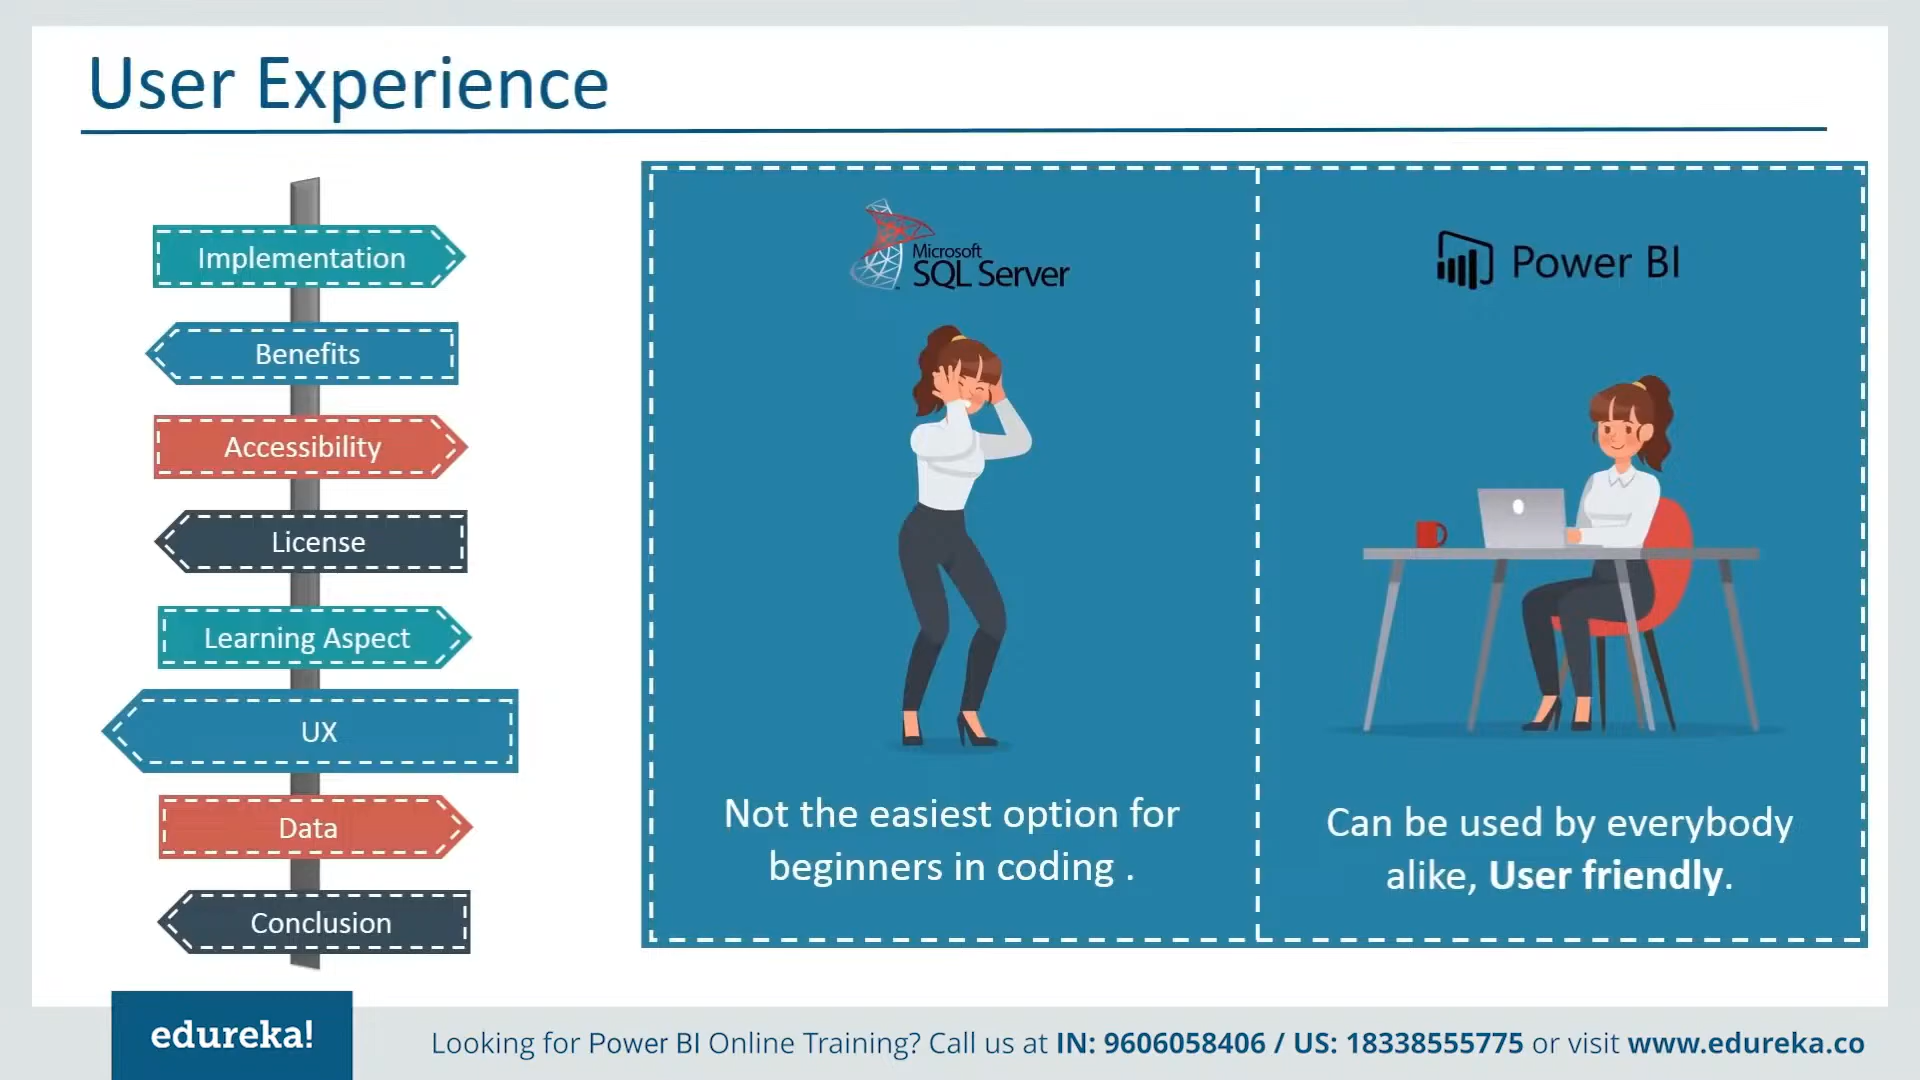 User Experience
Implementation
Benefits
Accessibility
License
Learning Aspect
UX
Data
Conclusion
Microsoft
SQL Server
Not the easiest option for
beginners in coding .
Power BI
Can be used by everybody
alike, User friendly.
edureka!
Looking for Power BI Online Training? Call us at IN: 9606058406 / US: 18338555775 or visit www.edureka.co